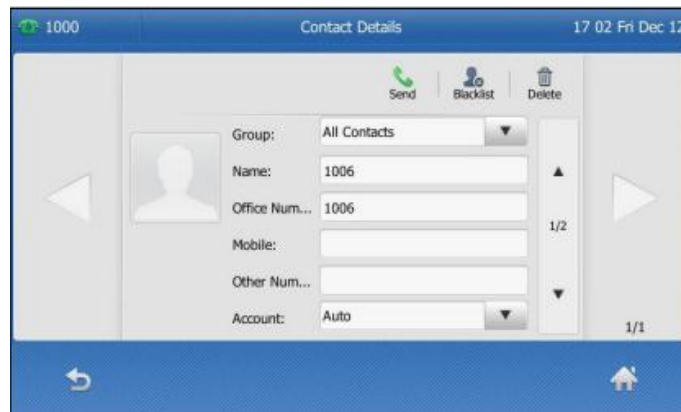 1000 Contact Details 17 02 Fri Dec 12
Send Blacklist Delete
Group: All Contacts
Name: 1006
Office Num... 1006
1/2
Mobile:
Other Num...
Account: Auto
1/1